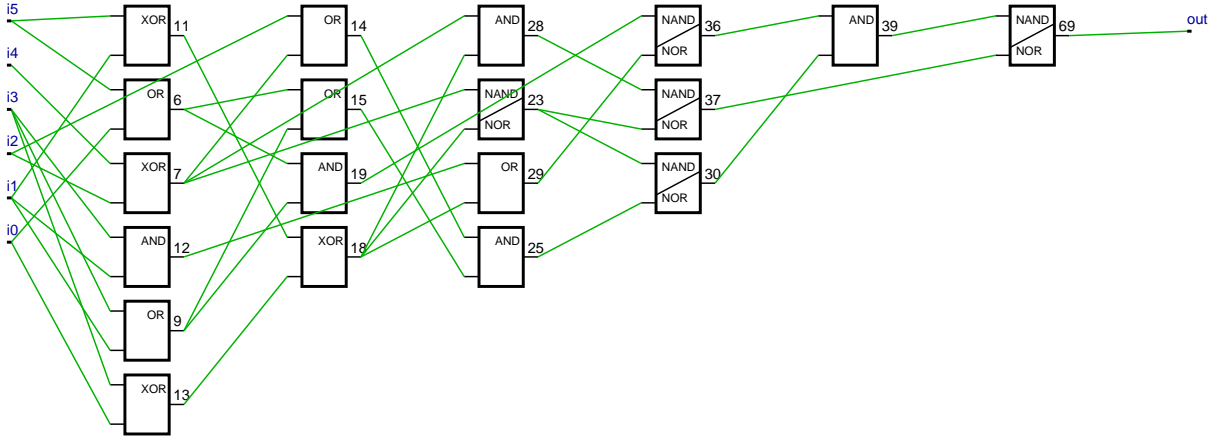 i5
i4
i3
i2
i1
i0
XOR 11
OR 6
XOR 7
AND 12
OR 9
XOR 13
OR 14
OR 15
AND 19
XOR 18
AND 28
NAND 23
NOR
OR 29
AND 25
NAND 36
NOR
NAND 37
NOR
NAND 30
NOR
AND 39
NAND 69
NOR
out